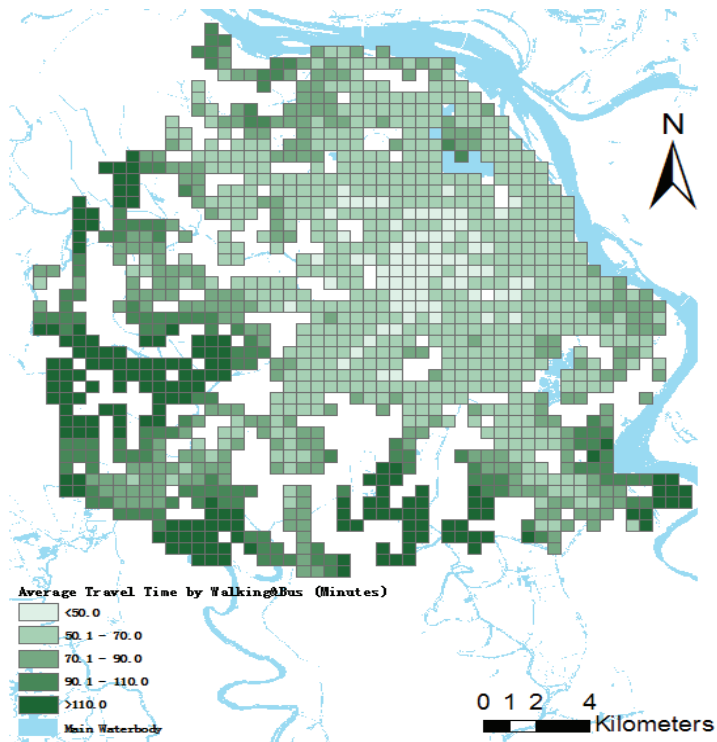 N
Average Travel Time by Walking&Bus (Minutes)
<50.0
50.1 - 70.0
70.1 - 90.0
90.1 - 110.0
>110.0
Main Waterbody
0 1 2 4
Kilometers